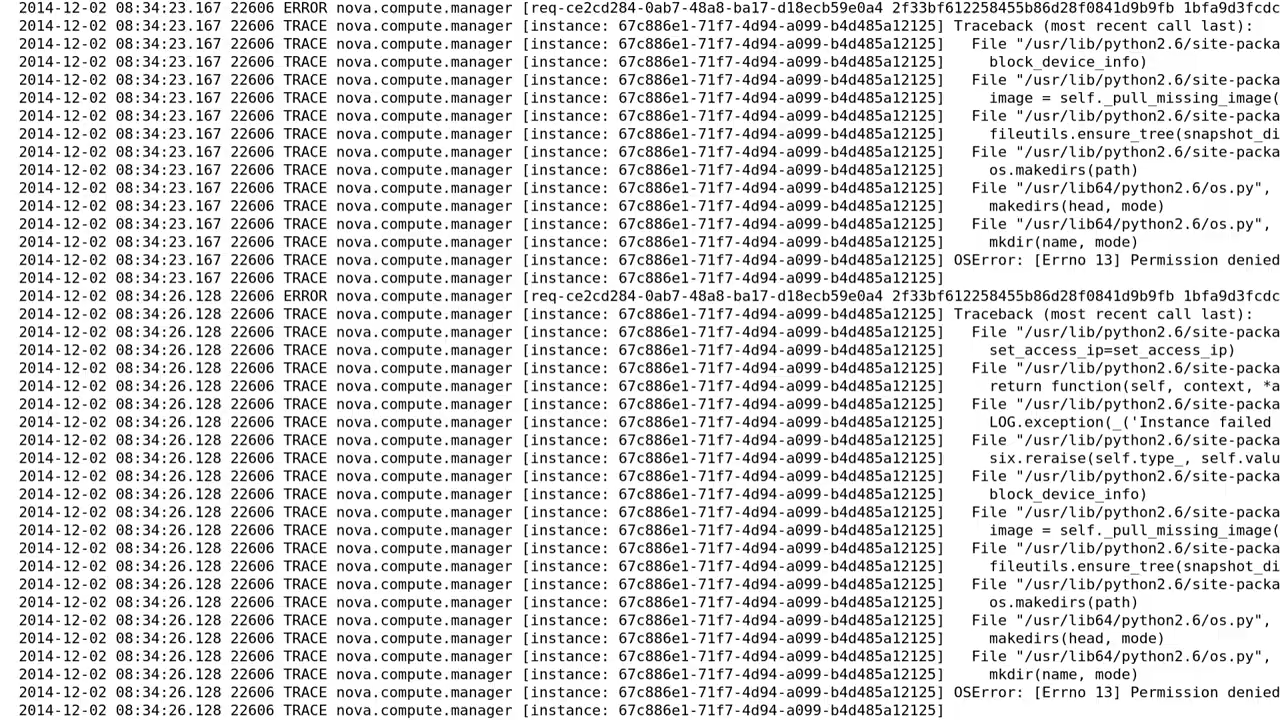 2014-12-02 08:34:23.167 22606 ERROR nova.compute.manager [req-ce2cd284-0ab7-48a8-ba17-d18ecb59e0a4 2f33bf612258455b86d28f0841d9b9fb 1bfa9d3fcdc
2014-12-02 08:34:23.167 22606 TRACE nova.compute.manager [instance: 67c886e1-71f7-4d94-a099-b4d485a12125] Traceback (most recent call last):
2014-12-02 08:34:23.167 22606 TRACE nova.compute.manager [instance: 67c886e1-71f7-4d94-a099-b4d485a12125]   File "/usr/lib/python2.6/site-packa
2014-12-02 08:34:23.167 22606 TRACE nova.compute.manager [instance: 67c886e1-71f7-4d94-a099-b4d485a12125]     block_device_info)
2014-12-02 08:34:23.167 22606 TRACE nova.compute.manager [instance: 67c886e1-71f7-4d94-a099-b4d485a12125]   File "/usr/lib/python2.6/site-packa
2014-12-02 08:34:23.167 22606 TRACE nova.compute.manager [instance: 67c886e1-71f7-4d94-a099-b4d485a12125]     image = self._pull_missing_image(
2014-12-02 08:34:23.167 22606 TRACE nova.compute.manager [instance: 67c886e1-71f7-4d94-a099-b4d485a12125]   File "/usr/lib/python2.6/site-packa
2014-12-02 08:34:23.167 22606 TRACE nova.compute.manager [instance: 67c886e1-71f7-4d94-a099-b4d485a12125]     fileutils.ensure_tree(snapshot_di
2014-12-02 08:34:23.167 22606 TRACE nova.compute.manager [instance: 67c886e1-71f7-4d94-a099-b4d485a12125]   File "/usr/lib/python2.6/site-packa
2014-12-02 08:34:23.167 22606 TRACE nova.compute.manager [instance: 67c886e1-71f7-4d94-a099-b4d485a12125]     os.makedirs(path)
2014-12-02 08:34:23.167 22606 TRACE nova.compute.manager [instance: 67c886e1-71f7-4d94-a099-b4d485a12125]   File "/usr/lib64/python2.6/os.py",
2014-12-02 08:34:23.167 22606 TRACE nova.compute.manager [instance: 67c886e1-71f7-4d94-a099-b4d485a12125]     makedirs(head, mode)
2014-12-02 08:34:23.167 22606 TRACE nova.compute.manager [instance: 67c886e1-71f7-4d94-a099-b4d485a12125]   File "/usr/lib64/python2.6/os.py",
2014-12-02 08:34:23.167 22606 TRACE nova.compute.manager [instance: 67c886e1-71f7-4d94-a099-b4d485a12125]     mkdir(name, mode)
2014-12-02 08:34:23.167 22606 TRACE nova.compute.manager [instance: 67c886e1-71f7-4d94-a099-b4d485a12125] OSError: [Errno 13] Permission denied
2014-12-02 08:34:23.167 22606 TRACE nova.compute.manager [instance: 67c886e1-71f7-4d94-a099-b4d485a12125]
2014-12-02 08:34:26.128 22606 ERROR nova.compute.manager [req-ce2cd284-0ab7-48a8-ba17-d18ecb59e0a4 2f33bf612258455b86d28f0841d9b9fb 1bfa9d3fcdc
2014-12-02 08:34:26.128 22606 TRACE nova.compute.manager [instance: 67c886e1-71f7-4d94-a099-b4d485a12125] Traceback (most recent call last):
2014-12-02 08:34:26.128 22606 TRACE nova.compute.manager [instance: 67c886e1-71f7-4d94-a099-b4d485a12125]   File "/usr/lib/python2.6/site-packa
2014-12-02 08:34:26.128 22606 TRACE nova.compute.manager [instance: 67c886e1-71f7-4d94-a099-b4d485a12125]     set_access_ip=set_access_ip)
2014-12-02 08:34:26.128 22606 TRACE nova.compute.manager [instance: 67c886e1-71f7-4d94-a099-b4d485a12125]   File "/usr/lib/python2.6/site-packa
2014-12-02 08:34:26.128 22606 TRACE nova.compute.manager [instance: 67c886e1-71f7-4d94-a099-b4d485a12125]     return function(self, context, *a
2014-12-02 08:34:26.128 22606 TRACE nova.compute.manager [instance: 67c886e1-71f7-4d94-a099-b4d485a12125]   File "/usr/lib/python2.6/site-packa
2014-12-02 08:34:26.128 22606 TRACE nova.compute.manager [instance: 67c886e1-71f7-4d94-a099-b4d485a12125]     LOG.exception(_('Instance failed
2014-12-02 08:34:26.128 22606 TRACE nova.compute.manager [instance: 67c886e1-71f7-4d94-a099-b4d485a12125]   File "/usr/lib/python2.6/site-packa
2014-12-02 08:34:26.128 22606 TRACE nova.compute.manager [instance: 67c886e1-71f7-4d94-a099-b4d485a12125]     six.reraise(self.type_, self.valu
2014-12-02 08:34:26.128 22606 TRACE nova.compute.manager [instance: 67c886e1-71f7-4d94-a099-b4d485a12125]   File "/usr/lib/python2.6/site-packa
2014-12-02 08:34:26.128 22606 TRACE nova.compute.manager [instance: 67c886e1-71f7-4d94-a099-b4d485a12125]     block_device_info)
2014-12-02 08:34:26.128 22606 TRACE nova.compute.manager [instance: 67c886e1-71f7-4d94-a099-b4d485a12125]   File "/usr/lib/python2.6/site-packa
2014-12-02 08:34:26.128 22606 TRACE nova.compute.manager [instance: 67c886e1-71f7-4d94-a099-b4d485a12125]     image = self._pull_missing_image(
2014-12-02 08:34:26.128 22606 TRACE nova.compute.manager [instance: 67c886e1-71f7-4d94-a099-b4d485a12125]   File "/usr/lib/python2.6/site-packa
2014-12-02 08:34:26.128 22606 TRACE nova.compute.manager [instance: 67c886e1-71f7-4d94-a099-b4d485a12125]     fileutils.ensure_tree(snapshot_di
2014-12-02 08:34:26.128 22606 TRACE nova.compute.manager [instance: 67c886e1-71f7-4d94-a099-b4d485a12125]   File "/usr/lib/python2.6/site-packa
2014-12-02 08:34:26.128 22606 TRACE nova.compute.manager [instance: 67c886e1-71f7-4d94-a099-b4d485a12125]     os.makedirs(path)
2014-12-02 08:34:26.128 22606 TRACE nova.compute.manager [instance: 67c886e1-71f7-4d94-a099-b4d485a12125]   File "/usr/lib64/python2.6/os.py",
2014-12-02 08:34:26.128 22606 TRACE nova.compute.manager [instance: 67c886e1-71f7-4d94-a099-b4d485a12125]     makedirs(head, mode)
2014-12-02 08:34:26.128 22606 TRACE nova.compute.manager [instance: 67c886e1-71f7-4d94-a099-b4d485a12125]   File "/usr/lib64/python2.6/os.py",
2014-12-02 08:34:26.128 22606 TRACE nova.compute.manager [instance: 67c886e1-71f7-4d94-a099-b4d485a12125]     mkdir(name, mode)
2014-12-02 08:34:26.128 22606 TRACE nova.compute.manager [instance: 67c886e1-71f7-4d94-a099-b4d485a12125] OSError: [Errno 13] Permission denied
2014-12-02 08:34:26.128 22606 TRACE nova.compute.manager [instance: 67c886e1-71f7-4d94-a099-b4d485a12125]